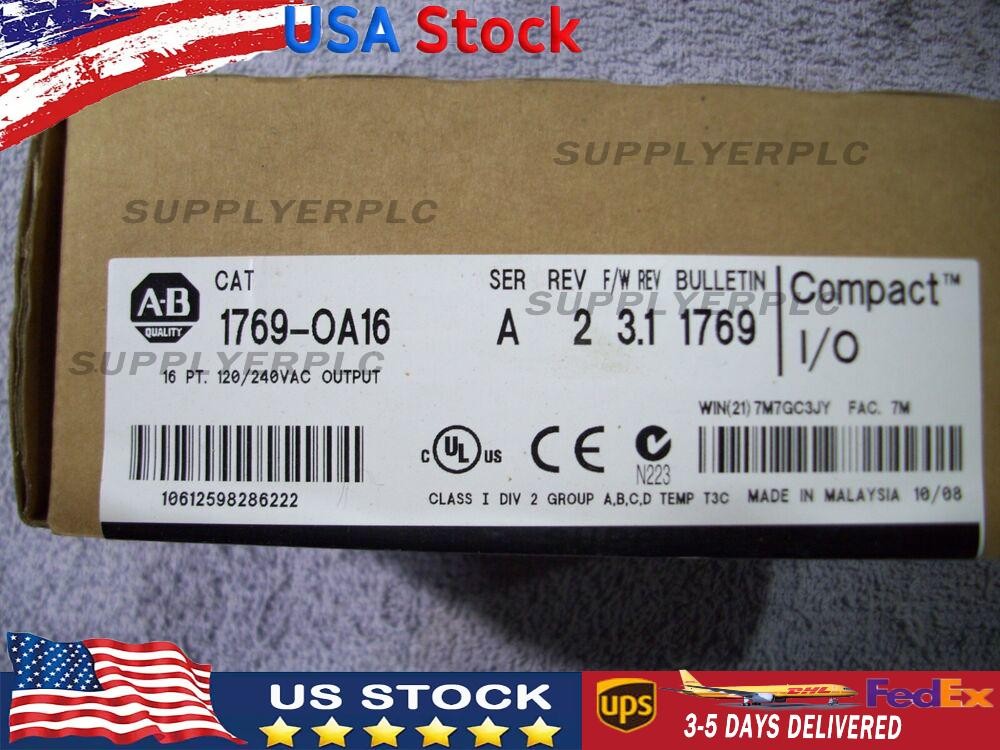 USA Stock
SUPPLYERPLC
SUPPLYERPLC
A-B
QUALITY
CAT
1769-OA16
SER REV F/W REV BULLETIN
A 2 3.1 1769
Compact™
I/O
SUPPLYERPLC
SUPPLYERPLC
16 PT. 120/240VAC OUTPUT
WIN(21) 7M7GC3JY FAC. 7M
10612598286222
C UL US
CE
N223
CLASS I DIV 2 GROUP A,B,C,D TEMP T3C MADE IN MALAYSIA 10/08
US STOCK
ups
DHL
FedEx
3-5 DAYS DELIVERED